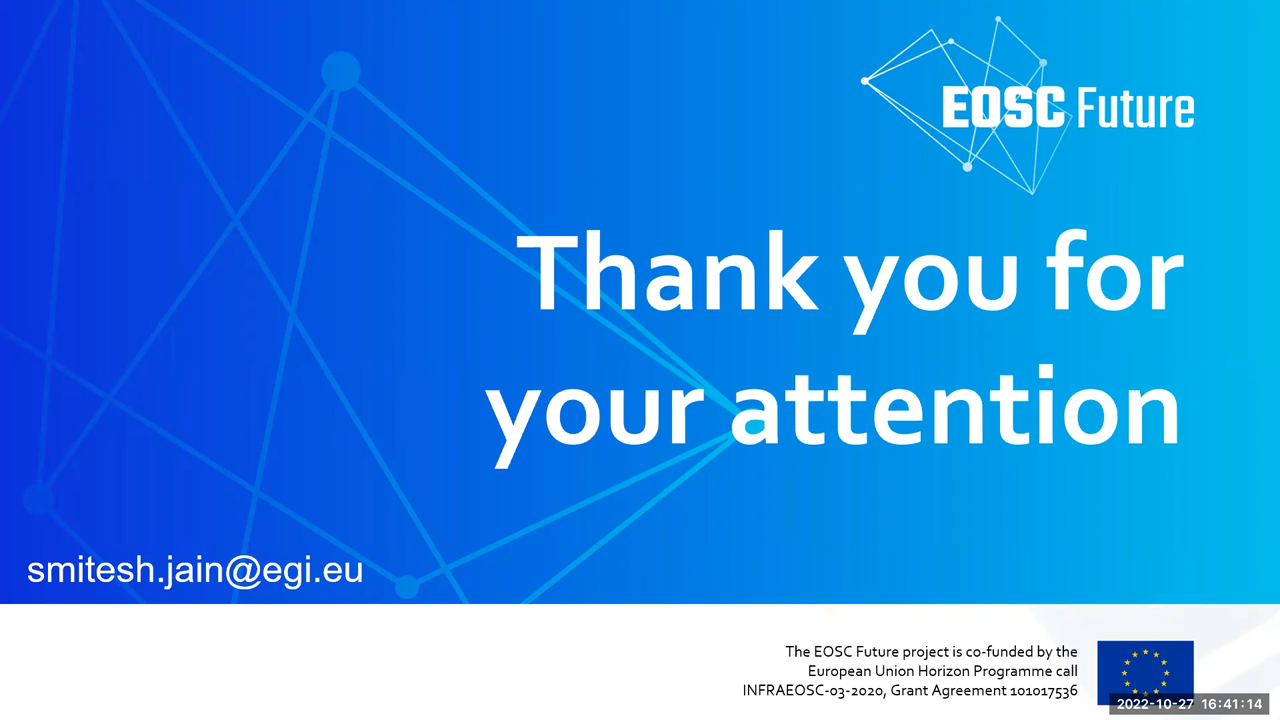 EOSC Future
Thank you for
your attention
smitesh.jain@egi.eu
The EOSC Future project is co-funded by the
European Union Horizon Programme call
INFRAEOSC-03-2020, Grant Agreement 101017536
2022-10-27 16:41:14